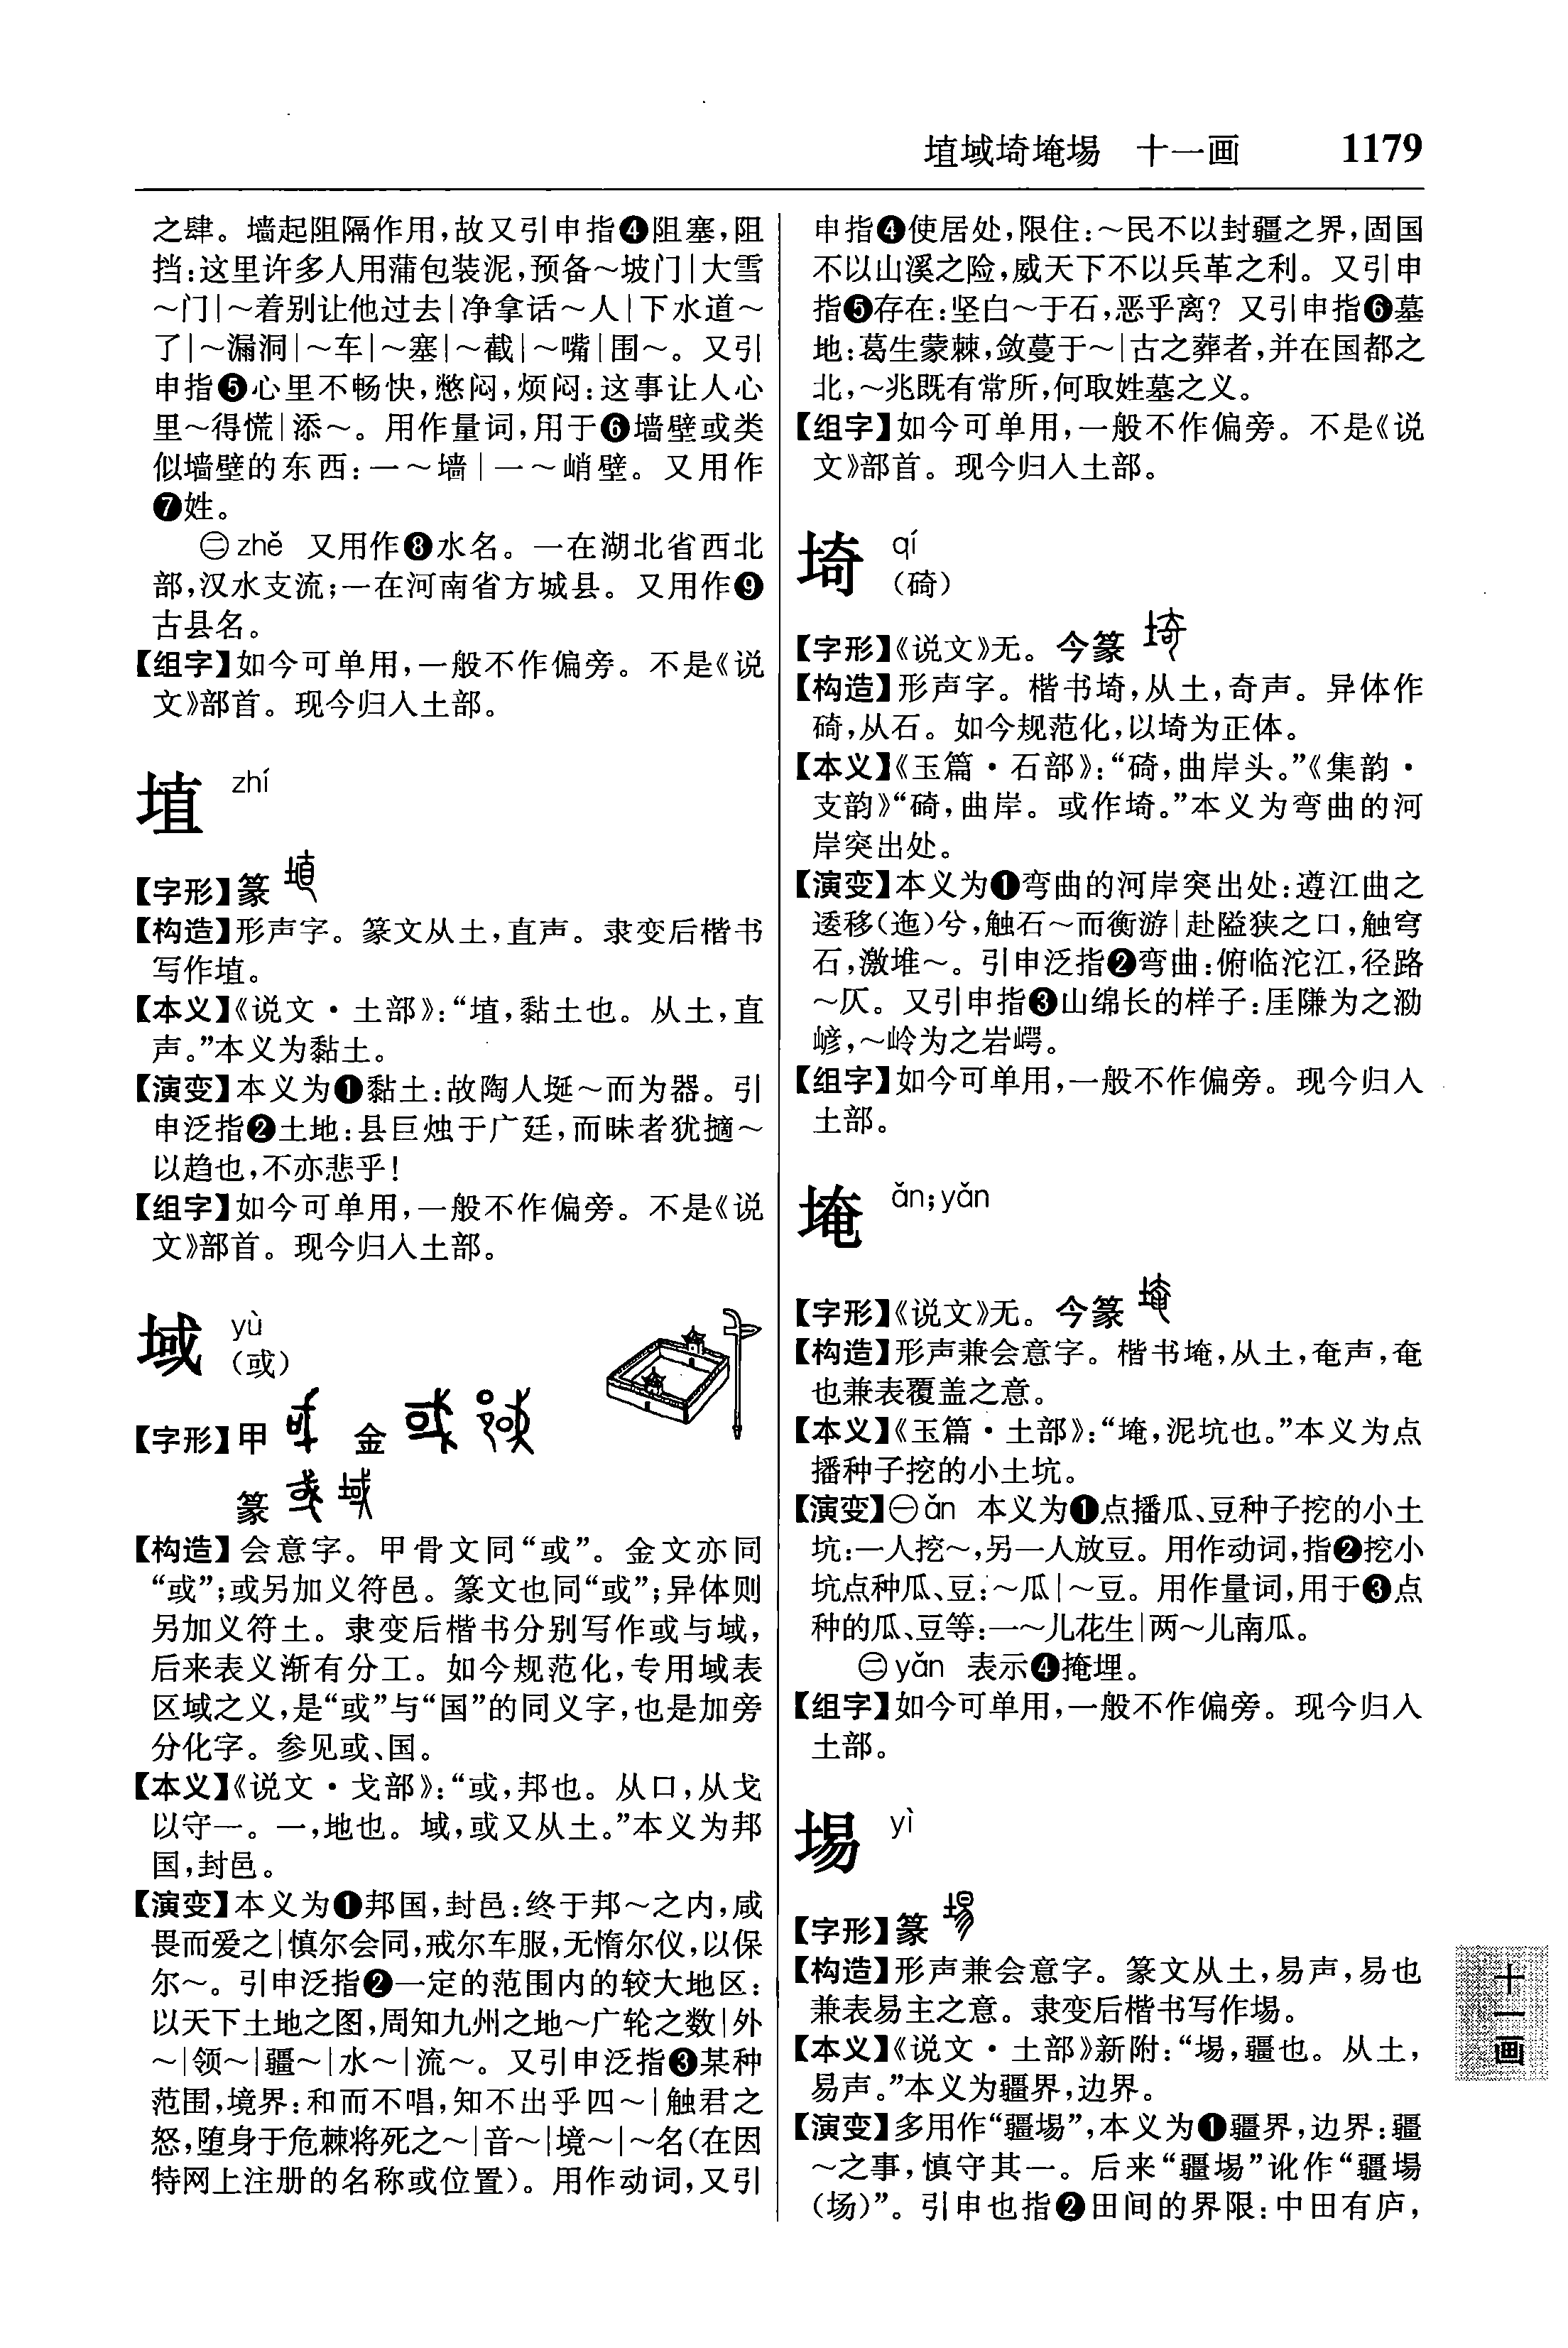 埴域埼埯埸　十一画　1179
之肆。墙起阻隔作用,故又引申指❹阻塞,阻
挡:这里许多人用蒲包装泥,预备～坡门|大雪
～门|～着别让他过去|净拿话～人|下水道～
了|～漏洞|～车|～塞|～截|～嘴|围～。又引
申指❺心里不畅快,憋闷,烦闷:这事让人心
里～得慌|添～。用作量词,用于❻墙壁或类
似墙壁的东西:一～墙|一～峭壁。又用作
❼姓。
㊁zhě 又用作❽水名。一在湖北省西北
部,汉水支流;一在河南省方城县。又用作❾
古县名。
【组字】如今可单用,一般不作偏旁。不是《说
文》部首。现今归入土部。
埴 zhí
【字形】篆
【构造】形声字。篆文从土,直声。隶变后楷书
写作埴。
【本义】《说文·土部》:“埴,黏土也。从土,直
声。”本义为黏土。
【演变】本义为❶黏土:故陶人埏～而为器。引
申泛指❷土地:县巨烛于广廷,而昧者犹擿～
以趋也,不亦悲乎!
【组字】如今可单用,一般不作偏旁。不是《说
文》部首。现今归入土部。
域 yù
(或)
【字形】甲 金
篆
【构造】会意字。甲骨文同“或”。金文亦同
“或”;或另加义符邑。篆文也同“或”;异体则
另加义符土。隶变后楷书分别写作或与域,
后来表义渐有分工。如今规范化,专用域表
区域之义,是“或”与“国”的同义字,也是加旁
分化字。参见或、国。
【本义】《说文·戈部》:“或,邦也。从口,从戈
以守一。一,地也。域,或又从土。”本义为邦
国,封邑。
【演变】本义为❶邦国,封邑:终于邦～之内,咸
畏而爱之|慎尔会同,戒尔车服,无惰尔仪,以保
尔～。引申泛指❷一定的范围内的较大地区:
以天下土地之图,周知九州之地～广轮之数|外
～|领～|疆～|水～|流～。又引申泛指❸某种
范围,境界:和而不唱,知不出乎四～|触君之
怒,堕身于危棘将死之～|音～|境～|～名(在因
特网上注册的名称或位置)。用作动词,又引
申指❹使居处,限住:～民不以封疆之界,固国
不以山溪之险,威天下不以兵革之利。又引申
指❺存在:坚白～于石,恶乎离? 又引申指❻墓
地:葛生蒙棘,敛蔓于～|古之葬者,并在国都之
北,～兆既有常所,何取姓墓之义。
【组字】如今可单用,一般不作偏旁。不是《说
文》部首。现今归入土部。
埼 qí
(碕)
【字形】《说文》无。今篆
【构造】形声字。楷书埼,从土,奇声。异体作
碕,从石。如今规范化,以埼为正体。
【本义】《玉篇·石部》:“碕,曲岸头。”《集韵·
支韵》“碕,曲岸。或作埼。”本义为弯曲的河
岸突出处。
【演变】本义为❶弯曲的河岸突出处:遵江曲之
逶移(迤)兮,触石～而衡游|赴隘狭之口,触穹
石,激堆～。引申泛指❷弯曲:俯临沱江,径路
～仄。又引申指❸山绵长的样子:厓隒为之泐
嵃,～岭为之岩崿。
【组字】如今可单用,一般不作偏旁。现今归入
土部。
埯 ǎn;yǎn
【字形】《说文》无。今篆
【构造】形声兼会意字。楷书埯,从土,奄声,奄
也兼表覆盖之意。
【本义】《玉篇·土部》:“埯,泥坑也。”本义为点
播种子挖的小土坑。
【演变】㊀ǎn 本义为❶点播瓜、豆种子挖的小土
坑:一人挖～,另一人放豆。用作动词,指❷挖小
坑点种瓜、豆:～瓜|～豆。用作量词,用于❸点
种的瓜、豆等:一～儿花生|两～儿南瓜。
㊁yǎn 表示❹掩埋。
【组字】如今可单用,一般不作偏旁。现今归入
土部。
埸 yì
【字形】篆
【构造】形声兼会意字。篆文从土,易声,易也
兼表易主之意。隶变后楷书写作埸。
【本义】《说文·土部》新附:“埸,疆也。从土,
易声。”本义为疆界,边界。
【演变】多用作“疆埸”,本义为❶疆界,边界:疆
～之事,慎守其一。后来“疆埸”讹作“疆場
(场)”。引申也指❷田间的界限:中田有庐,
十一画